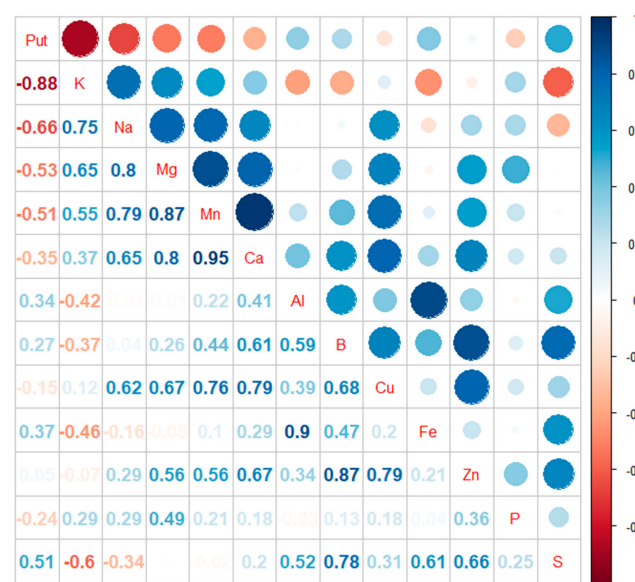 Put
-0.88 K
-0.66 0.75 Na
-0.53 0.65 0.8 Mg
-0.51 0.55 0.79 0.87 Mn
-0.35 0.37 0.65 0.8 0.95 Ca
0.34 -0.42 0.01 0.01 0.22 0.41 Al
0.27 -0.37 0.04 0.26 0.44 0.61 0.59 B
-0.15 0.12 0.62 0.67 0.76 0.79 0.39 0.68 Cu
0.37 -0.46 -0.16 -0.05 0.1 0.29 0.9 0.47 0.2 Fe
0.05 -0.07 0.29 0.56 0.56 0.67 0.34 0.87 0.79 0.21 Zn
-0.24 0.29 0.29 0.49 0.21 0.18 -0.03 0.13 0.18 0.04 0.36 P
0.51 -0.6 -0.34 -0.02 0.2 0.52 0.78 0.31 0.61 0.66 0.25 S